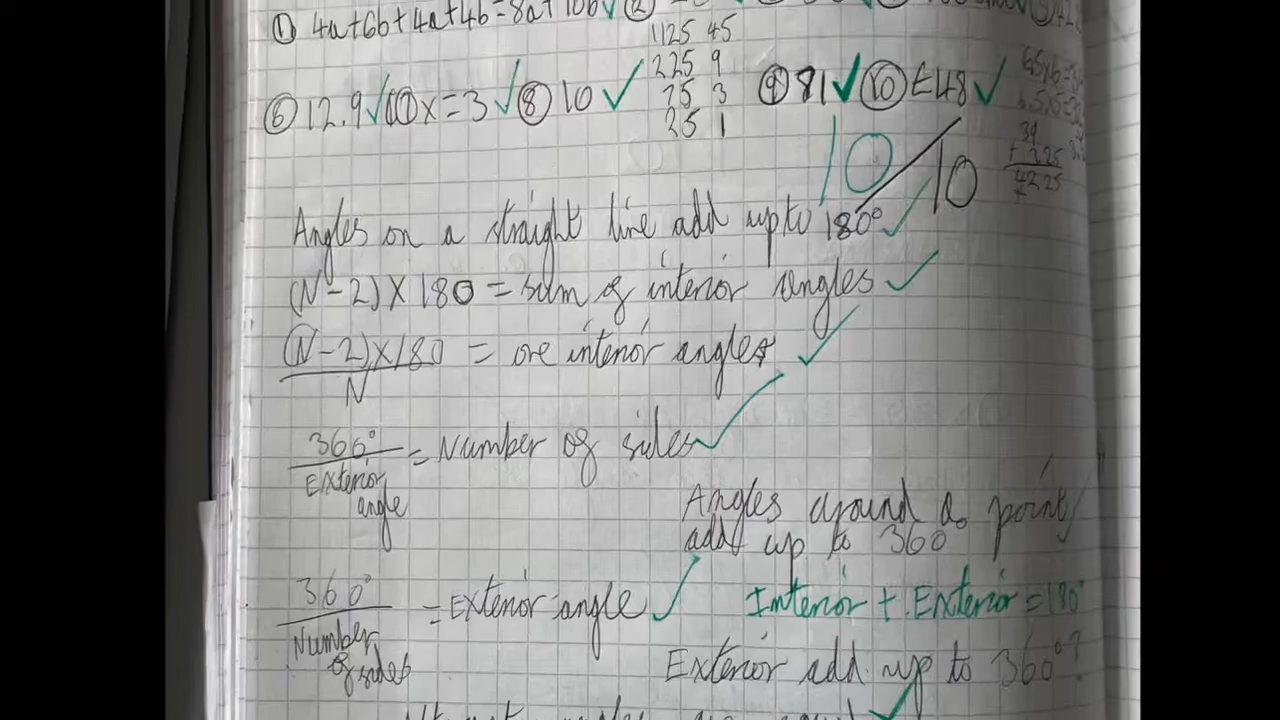 ① 4a+6b+4a+4b=8a+10b ②
1125 45
225 9
75 3
25 1
⑥ 12.9 x=3 ⑧ 10 ⑨ 81 ⑩ £48
10/10
Angles on a straight line add up to 180°
(N-2)×180 = sum of interior angles
(N-2)×180 = one interior angles
N
360° = Number of sides
Exterior
angle
Angles around a point
add up to 360°
360° = Exterior angle
Number
of sides
Interior + Exterior = 180°
Exterior add up to 360°?